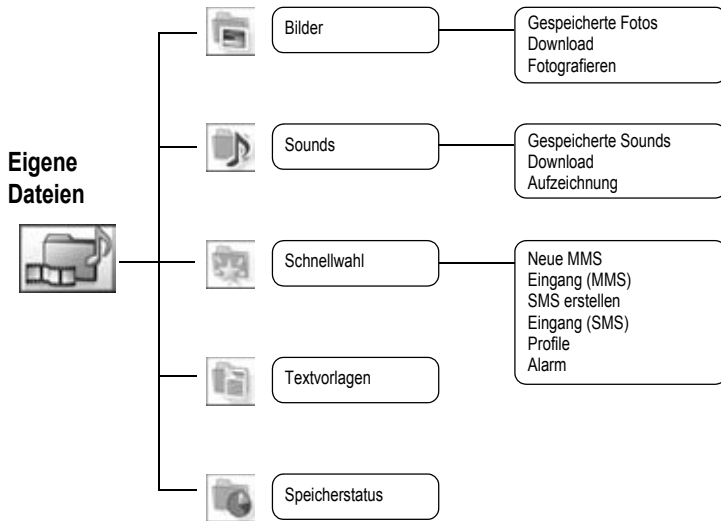 Eigene
Dateien
Bilder
Gespeicherte Fotos
Download
Fotografieren
Sounds
Gespeicherte Sounds
Download
Aufzeichnung
Schnellwahl
Neue MMS
Eingang (MMS)
SMS erstellen
Eingang (SMS)
Profile
Alarm
Textvorlagen
Speicherstatus